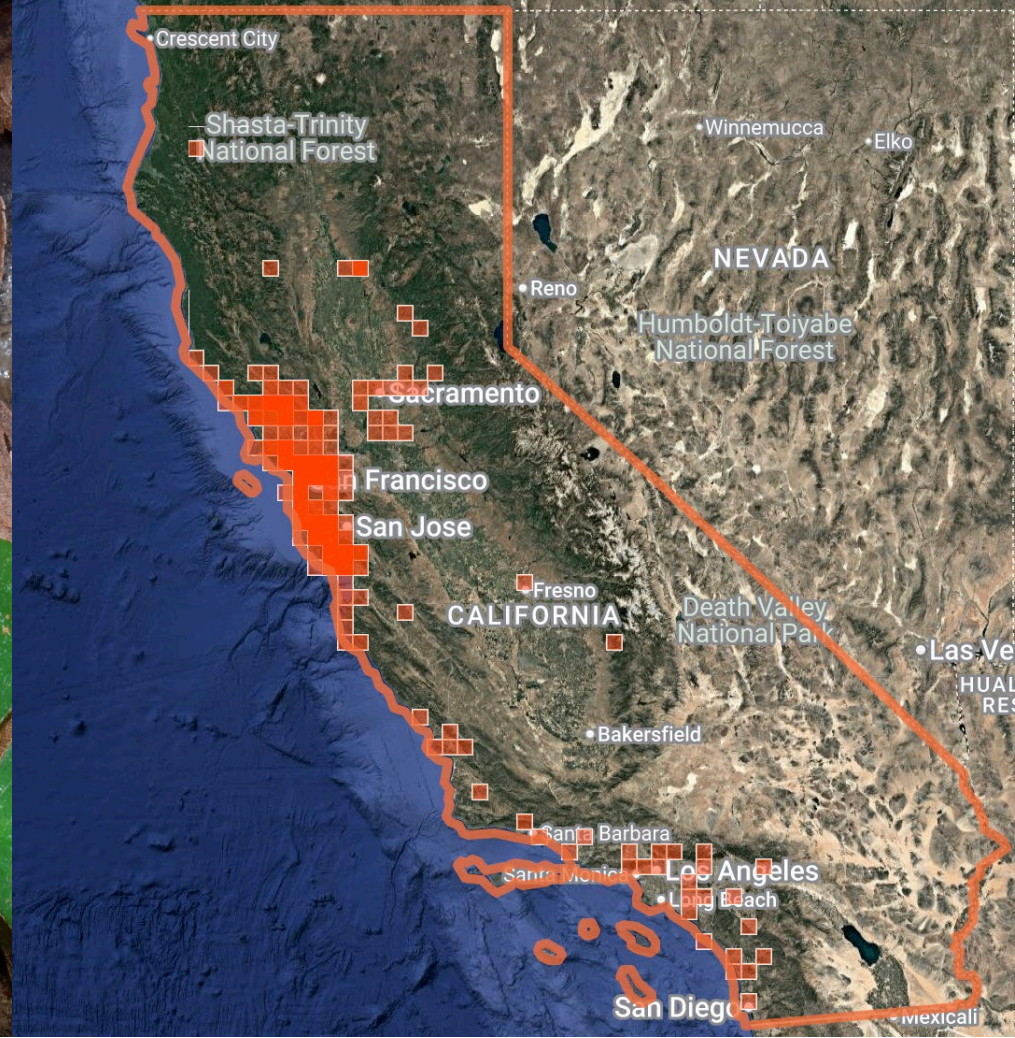 Crescent City
Shasta-Trinity
National Forest
Winnemucca
Elko
NEVADA
Reno
Humboldt-Toiyabe
National Forest
Sacramento
Francisco
San Jose
Fresno
CALIFORNIA
Death Valley
National Park
Las Ve
HUAL
RES
Bakersfield
Santa Barbara
Los Angeles
Santa Monica
Long Beach
San Diego
Mexicali